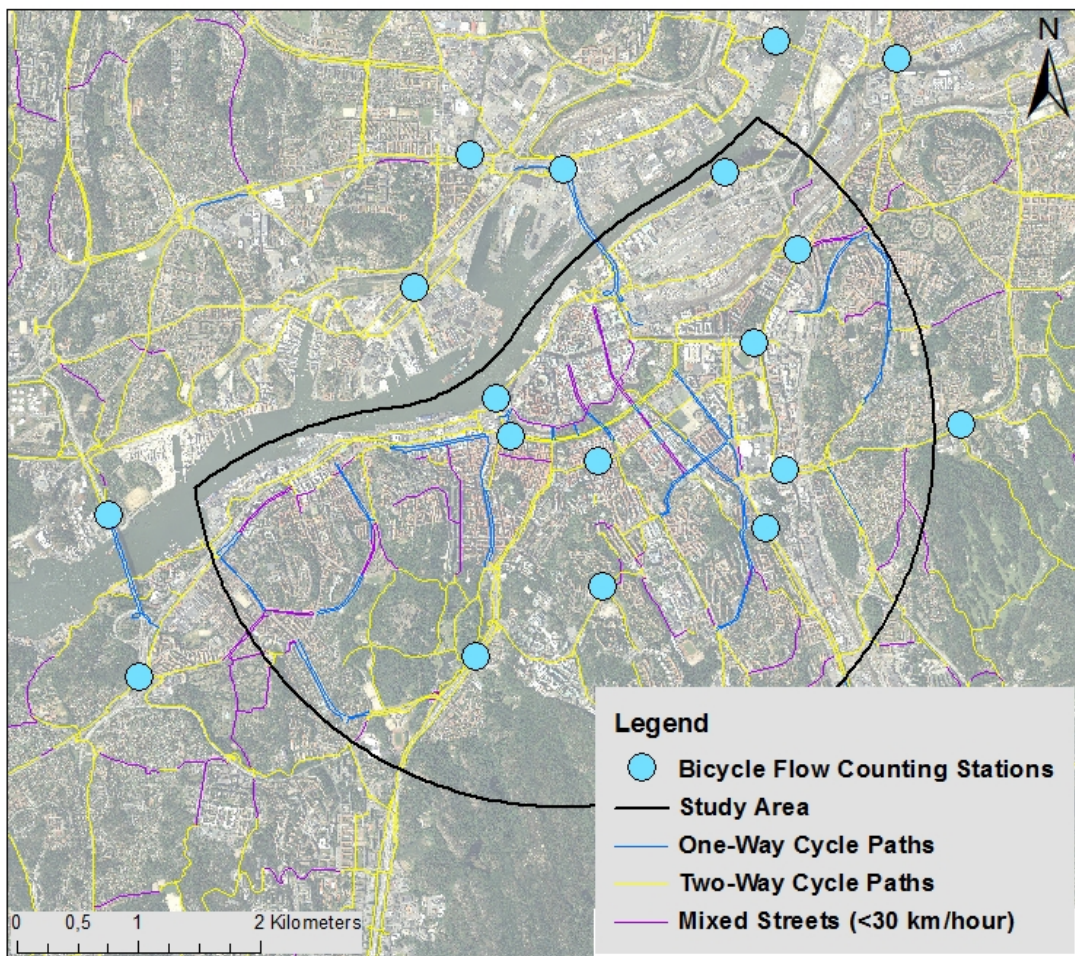 N
Legend
Bicycle Flow Counting Stations
Study Area
One-Way Cycle Paths
Two-Way Cycle Paths
Mixed Streets (<30 km/hour)
0 0,5 1 2 Kilometers